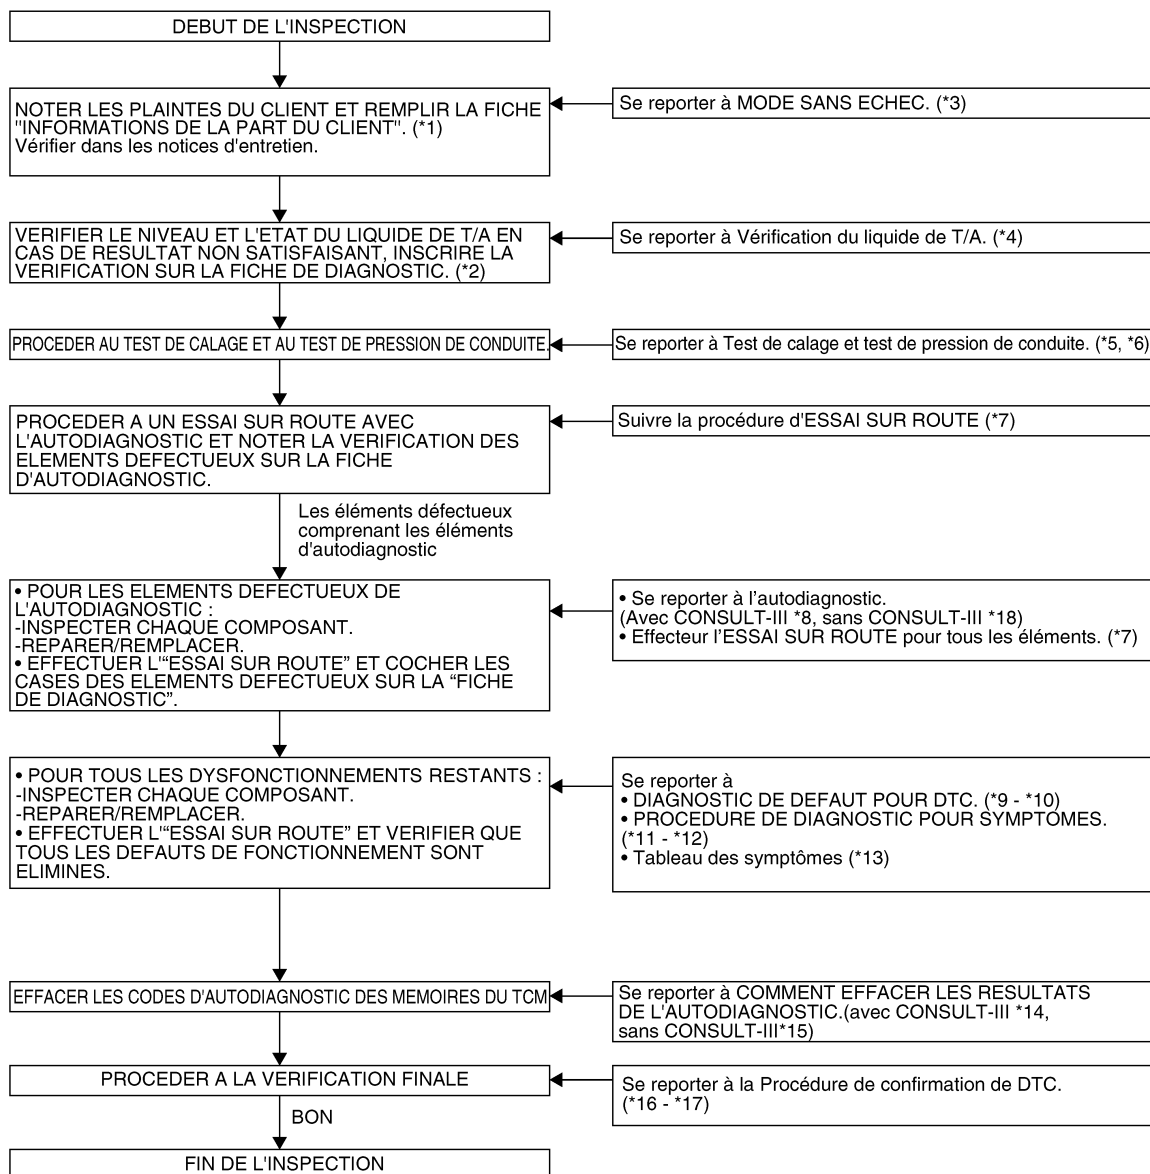 DEBUT DE L'INSPECTION
NOTER LES PLAINTES DU CLIENT ET REMPLIR LA FICHE
"INFORMATIONS DE LA PART DU CLIENT". (*1)
Vérifier dans les notices d'entretien.
Se reporter à MODE SANS ECHEC. (*3)
VERIFIER LE NIVEAU ET L'ETAT DU LIQUIDE DE T/A EN
CAS DE RESULTAT NON SATISFAISANT, INSCRIRE LA
VERIFICATION SUR LA FICHE DE DIAGNOSTIC. (*2)
Se reporter à Vérification du liquide de T/A. (*4)
PROCEDER AU TEST DE CALAGE ET AU TEST DE PRESSION DE CONDUITE.
Se reporter à Test de calage et test de pression de conduite. (*5, *6)
PROCEDER A UN ESSAI SUR ROUTE AVEC
L'AUTODIAGNOSTIC ET NOTER LA VERIFICATION DES
ELEMENTS DEFECTUEUX SUR LA FICHE
D'AUTODIAGNOSTIC.
Suivre la procédure d'ESSAI SUR ROUTE (*7)
Les éléments défectueux
comprenant les éléments
d'autodiagnostic
• POUR LES ELEMENTS DEFECTUEUX DE
L'AUTODIAGNOSTIC :
-INSPECTER CHAQUE COMPOSANT.
-REPARER/REMPLACER.
• EFFECTUER L'“ESSAI SUR ROUTE” ET COCHER LES
CASES DES ELEMENTS DEFECTUEUX SUR LA “FICHE
DE DIAGNOSTIC”.
• Se reporter à l’autodiagnostic.
(Avec CONSULT-III *8, sans CONSULT-III *18)
• Effecteur l’ESSAI SUR ROUTE pour tous les éléments. (*7)
• POUR TOUS LES DYSFONCTIONNEMENTS RESTANTS :
-INSPECTER CHAQUE COMPOSANT.
-REPARER/REMPLACER.
• EFFECTUER L'“ESSAI SUR ROUTE” ET VERIFIER QUE
TOUS LES DEFAUTS DE FONCTIONNEMENT SONT
ELIMINES.
Se reporter à
• DIAGNOSTIC DE DEFAUT POUR DTC. (*9 - *10)
• PROCEDURE DE DIAGNOSTIC POUR SYMPTOMES.
(*11 - *12)
• Tableau des symptômes (*13)
EFFACER LES CODES D'AUTODIAGNOSTIC DES MEMOIRES DU TCM
Se reporter à COMMENT EFFACER LES RESULTATS
DE L'AUTODIAGNOSTIC.(avec CONSULT-III *14,
sans CONSULT-III*15)
PROCEDER A LA VERIFICATION FINALE
Se reporter à la Procédure de confirmation de DTC.
(*16 - *17)
BON
FIN DE L'INSPECTION